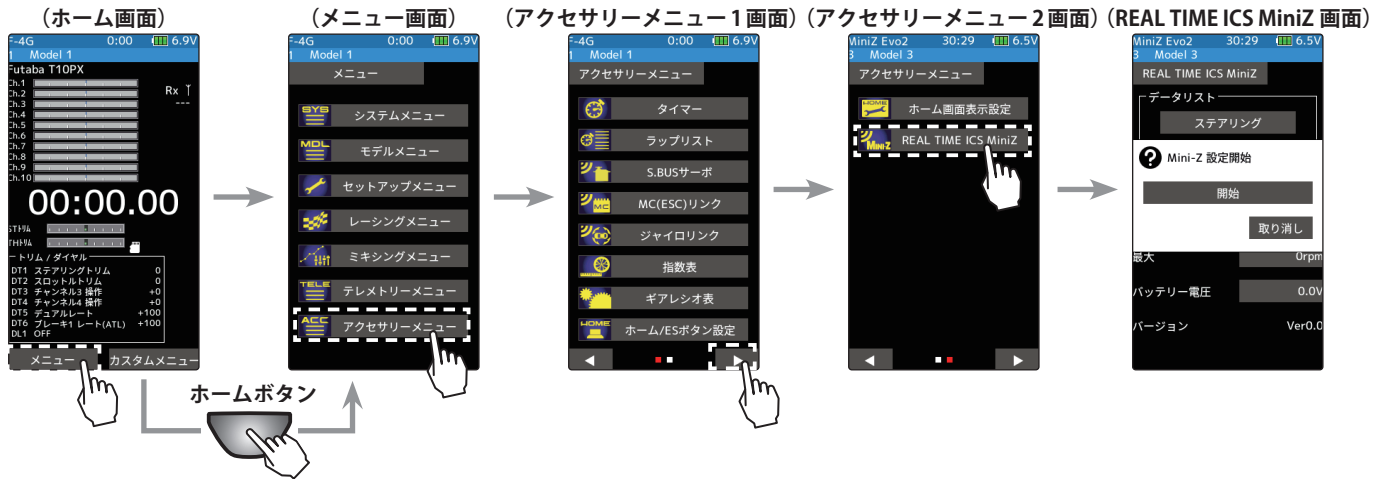 (ホーム画面)
F-4G 0:00 6.9V
1 Model 1
Futaba T10PX
Ch.1
Ch.2
Ch.3
Ch.4
Ch.5
Ch.6
Ch.7
Ch.8
Ch.9
Ch.10
Rx
---
00:00.00
STトリム
THトリム
トリム / ダイヤル
DT1 ステアリングトリム 0
DT2 スロットルトリム 0
DT3 チャンネル3 操作 +0
DT4 チャンネル4 操作 +0
DT5 デュアルレート +100
DT6 ブレーキ1 レート(ATL) +100
DL1 OFF
メニュー カスタムメニュー
ホームボタン
(メニュー画面)
F-4G 0:00 6.9V
1 Model 1
メニュー
SYS システムメニュー
MDL モデルメニュー
セットアップメニュー
レーシングメニュー
ミキシングメニュー
TELE テレメトリーメニュー
ACC アクセサリーメニュー
(アクセサリーメニュー 1 画面)
F-4G 0:00 6.9V
1 Model 1
アクセサリーメニュー
タイマー
ラップリスト
S.BUSサーボ
MC MC(ESC)リンク
ジャイロリンク
指数表
ギアレシオ表
HOME ホーム/ESボタン設定
(アクセサリーメニュー 2 画面)
MiniZ Evo2 30:29 6.5V
3 Model 3
アクセサリーメニュー
HOME ホーム画面表示設定
MINI-Z REAL TIME ICS MiniZ
(REAL TIME ICS MiniZ 画面)
MiniZ Evo2 30:29 6.5V
3 Model 3
REAL TIME ICS MiniZ
データリスト
ステアリング
? Mini-Z 設定開始
開始
取り消し
最大 0rpm
バッテリー電圧 0.0V
バージョン Ver0.0